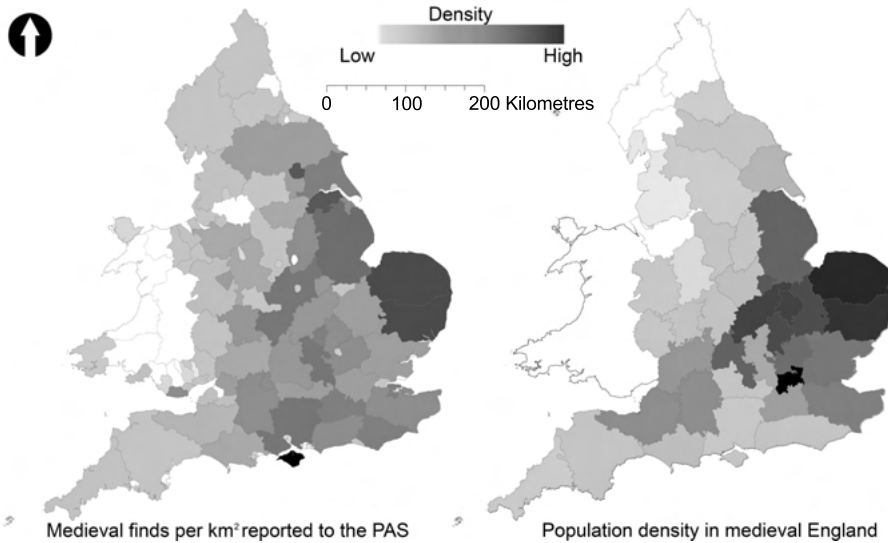 Density
Low High
0 100 200 Kilometres
Medieval finds per km² reported to the PAS
Population density in medieval England